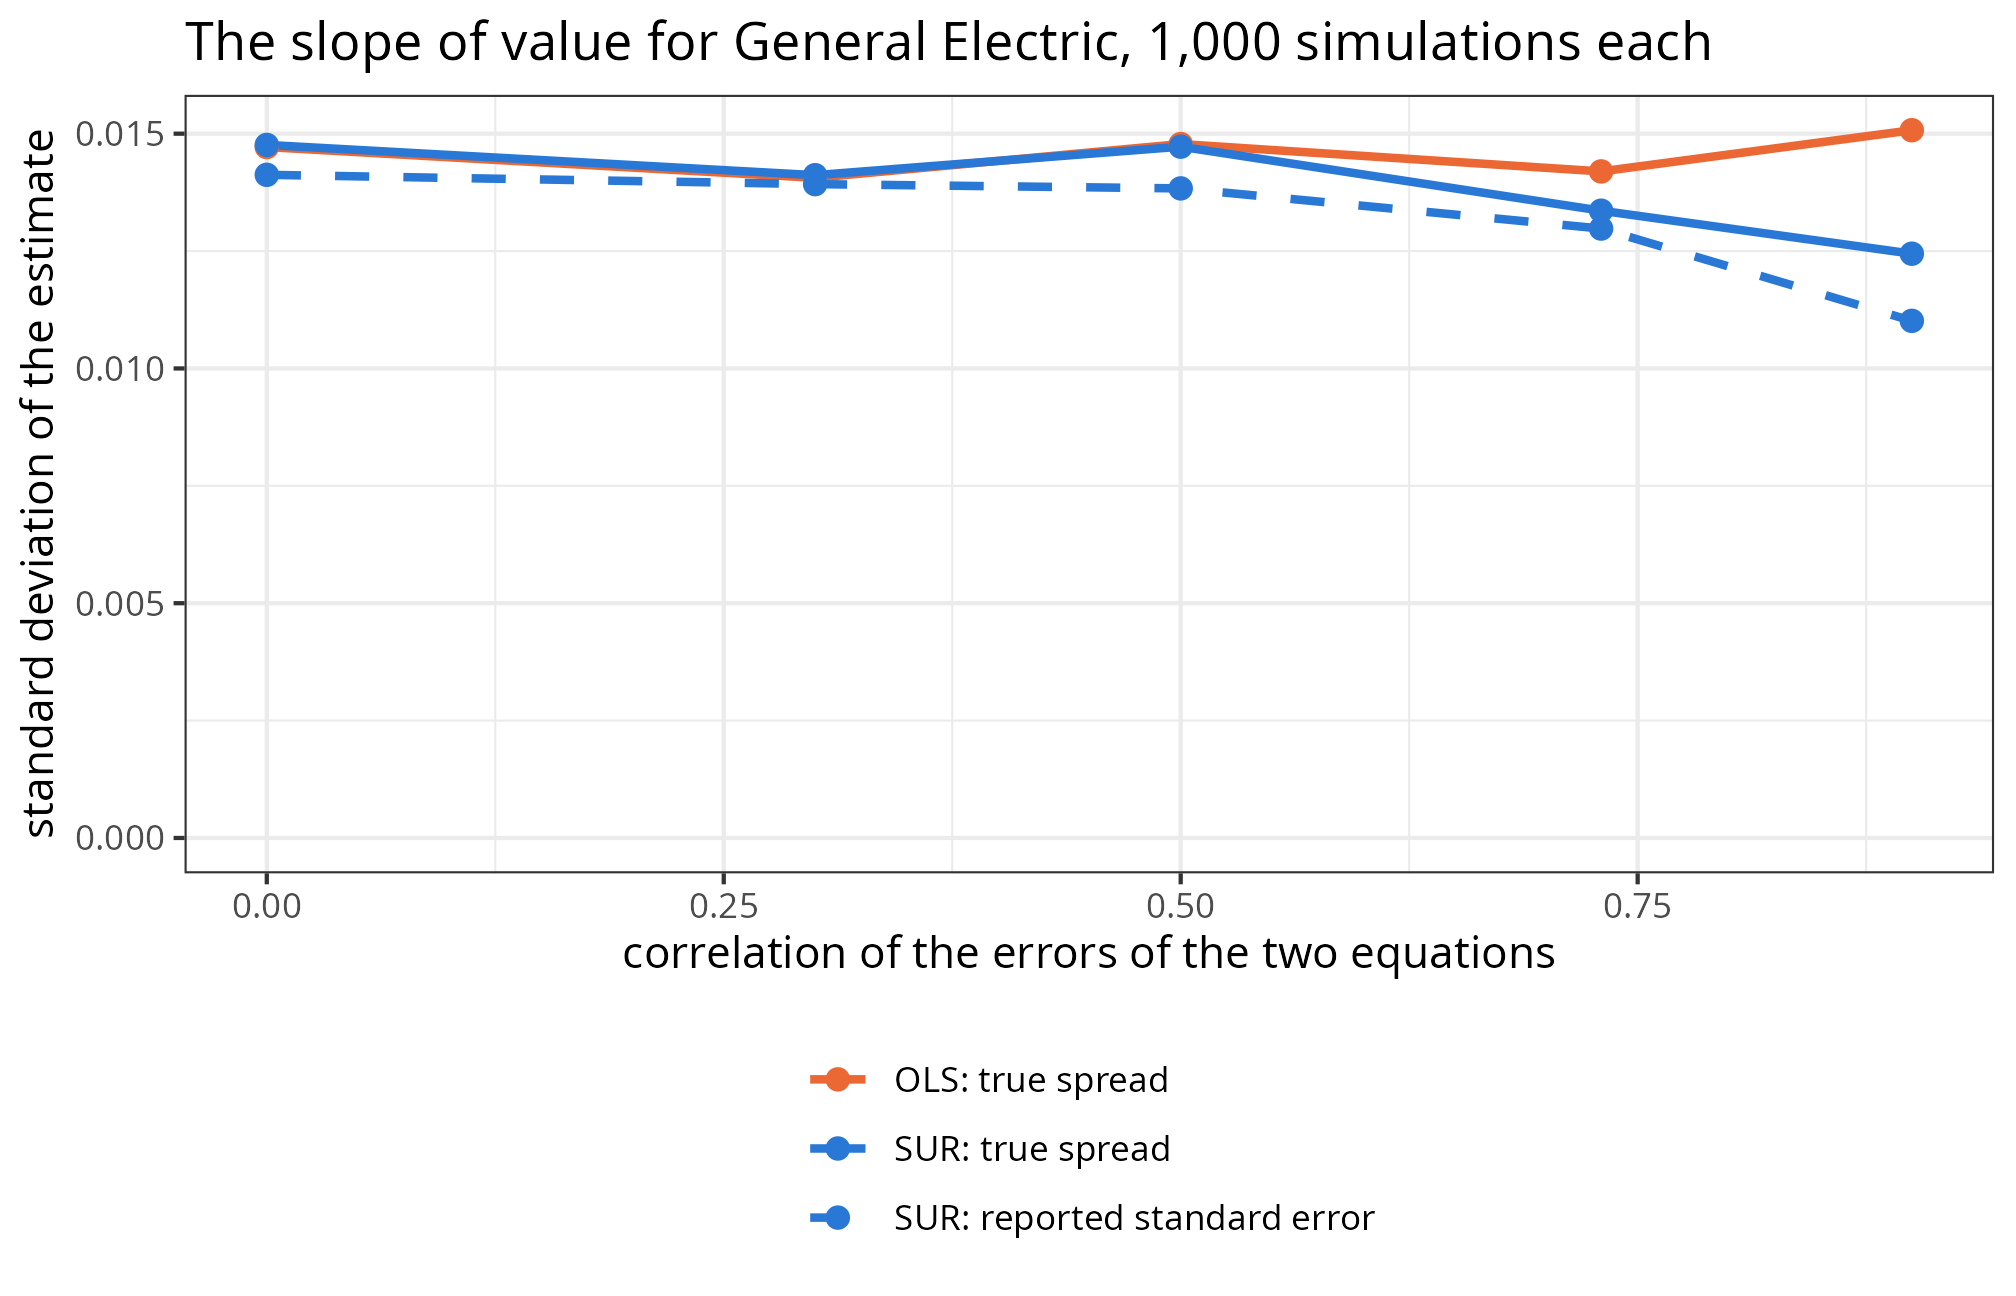 The slope of value for General Electric, 1,000 simulations each
standard deviation of the estimate
0.015
0.010
0.005
0.000
0.00 0.25 0.50 0.75
correlation of the errors of the two equations
OLS: true spread
SUR: true spread
SUR: reported standard error